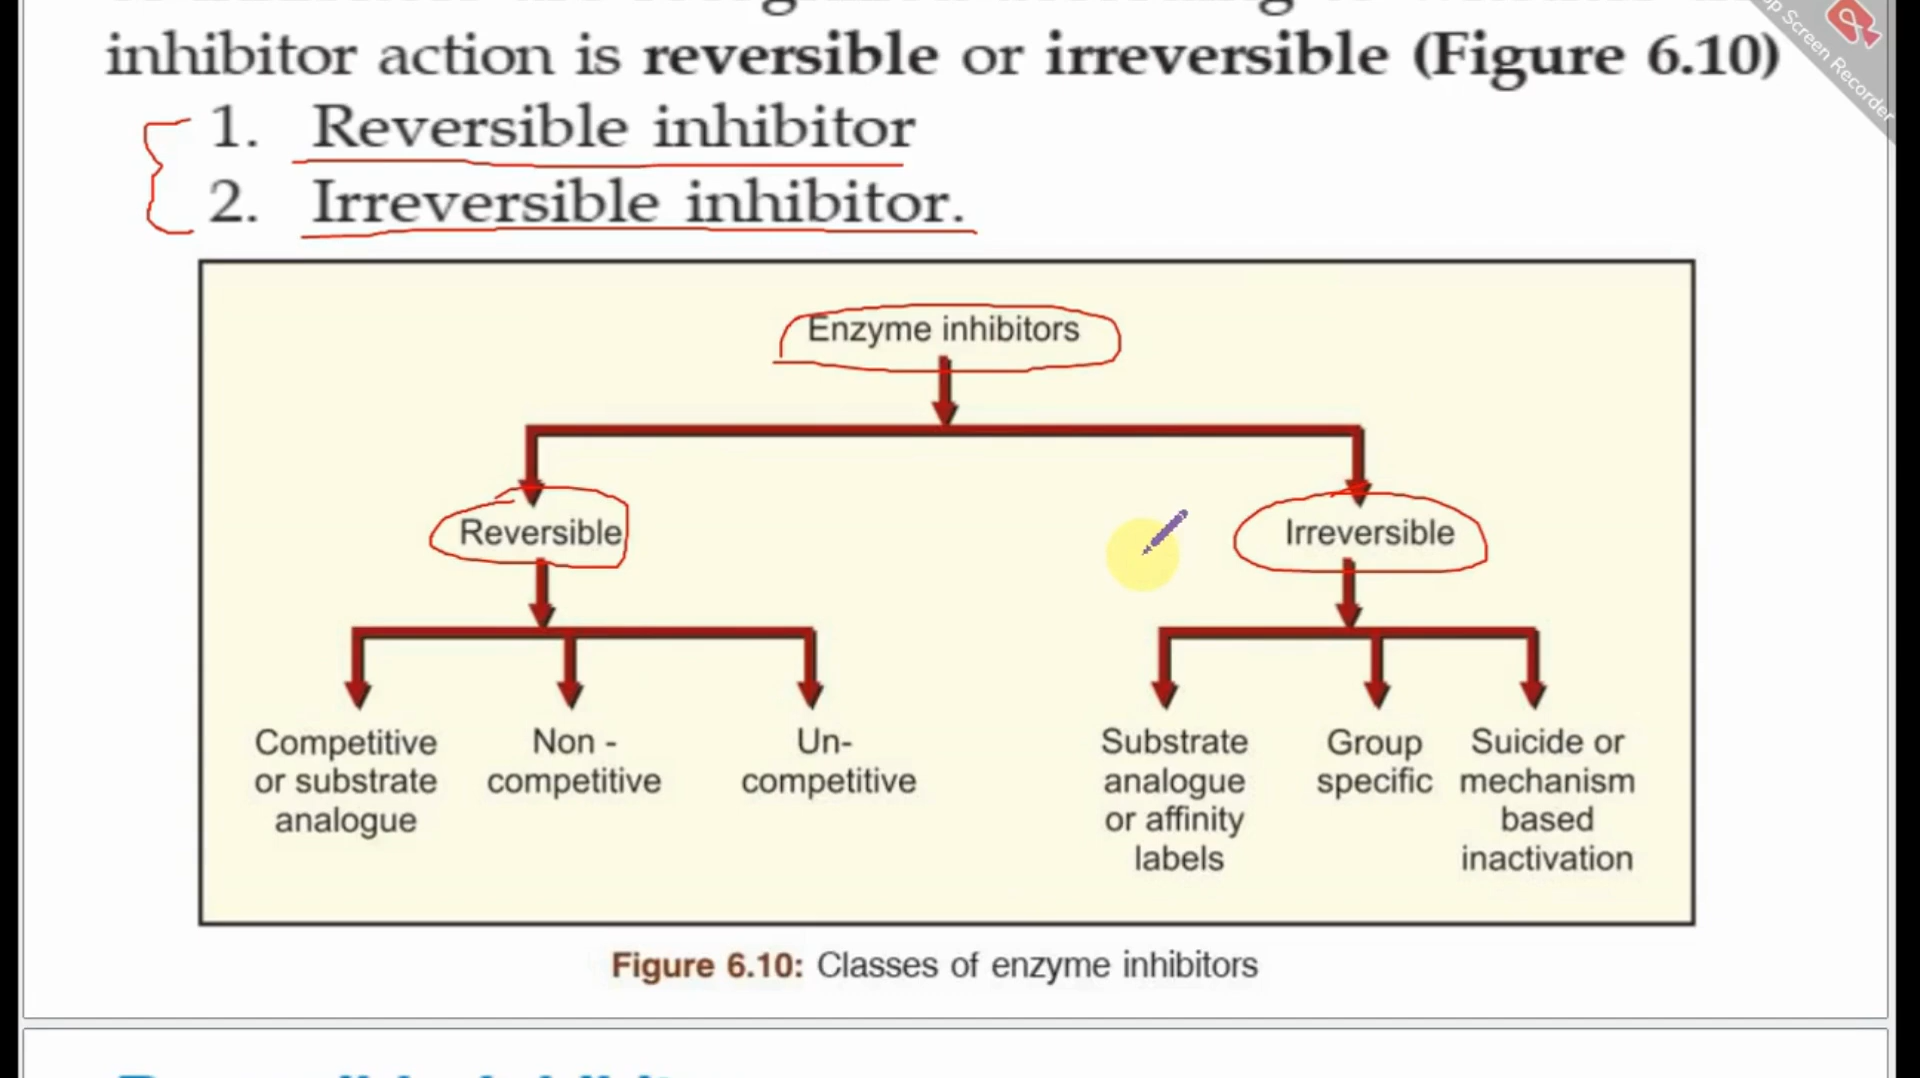 inhibitor action is reversible or irreversible (Figure 6.10)
1. Reversible inhibitor
2. Irreversible inhibitor.
Enzyme inhibitors
Reversible
Irreversible
Competitive
or substrate
analogue
Non -
competitive
Un-
competitive
Substrate
analogue
or affinity
labels
Group
specific
Suicide or
mechanism
based
inactivation
Figure 6.10: Classes of enzyme inhibitors
Screen Recorder